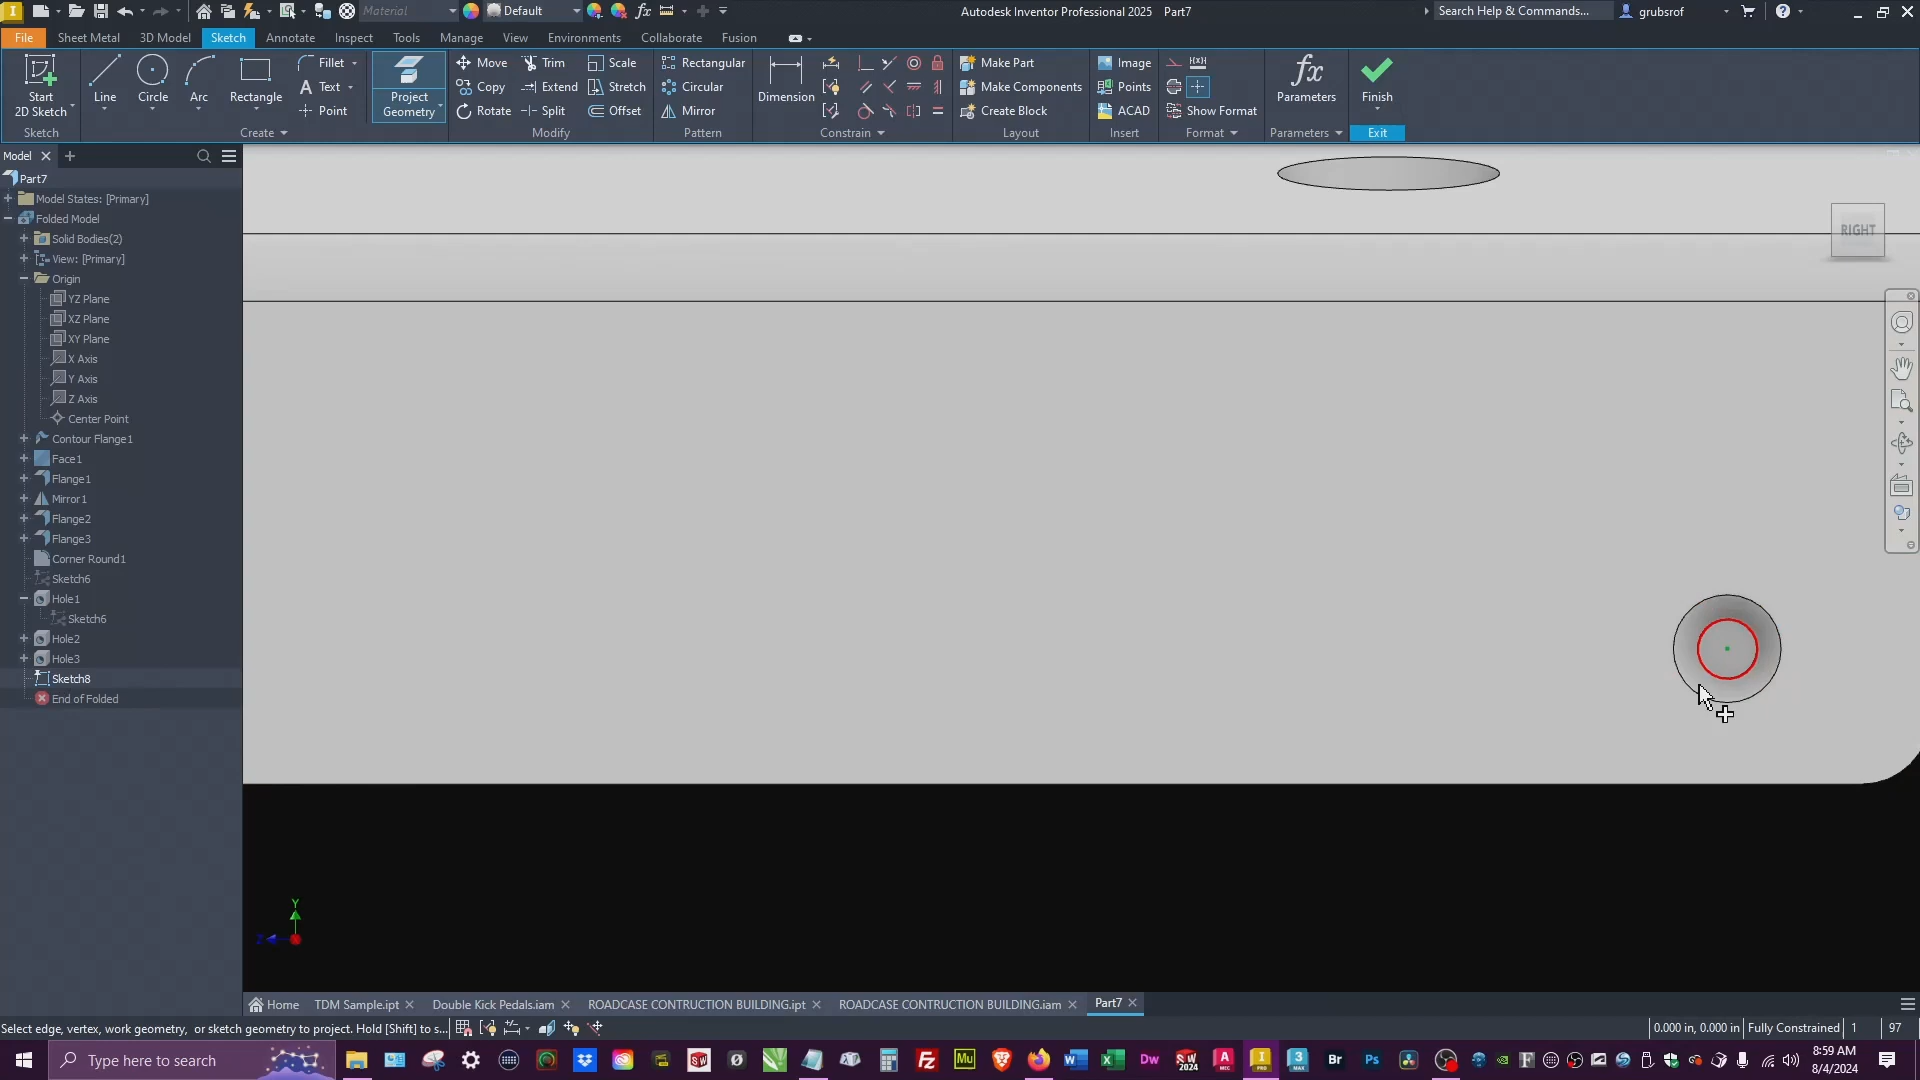 Material
Default
Autodesk Inventor Professional 2025 Part7
Search Help & Commands...
grubsrof
File
Sheet Metal
3D Model
Sketch
Annotate
Inspect
Tools
Manage
View
Environments
Collaborate
Fusion
Start
2D Sketch
Line
Circle
Arc
Rectangle
Fillet
Text
Point
Project
Geometry
Move
Copy
Rotate
Trim
Extend
Split
Scale
Stretch
Offset
Rectangular
Circular
Mirror
Dimension
Make Part
Make Components
Create Block
Image
Points
ACAD
Show Format
Parameters
Finish
Sketch
Create
Modify
Pattern
Constrain
Layout
Insert
Format
Parameters
Exit
Model
Part7
Model States: [Primary]
Folded Model
Solid Bodies(2)
View: [Primary]
Origin
YZ Plane
XZ Plane
XY Plane
X Axis
Y Axis
Z Axis
Center Point
Contour Flange1
Face1
Flange1
Mirror1
Flange2
Flange3
Corner Round1
Sketch6
Hole1
Sketch6
Hole2
Hole3
Sketch8
End of Folded
RIGHT
Y
Z
Home
TDM Sample.ipt
Double Kick Pedals.iam
ROADCASE CONTRUCTION BUILDING.ipt
ROADCASE CONTRUCTION BUILDING.iam
Part7
Select edge, vertex, work geometry, or sketch geometry to project. Hold [Shift] to s...
0.000 in, 0.000 in
Fully Constrained
1
97
Type here to search
8:59 AM
8/4/2024